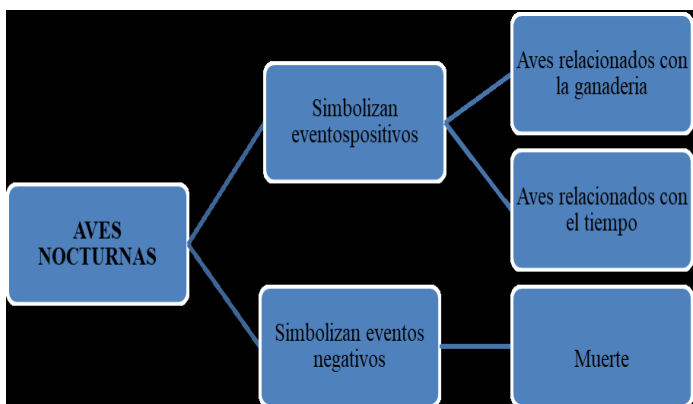 AVES
NOCTURNAS
Simbolizan
eventospositivos
Aves relacionados con
la ganaderia
Aves relacionados con
el tiempo
Simbolizan eventos
negativos
Muerte